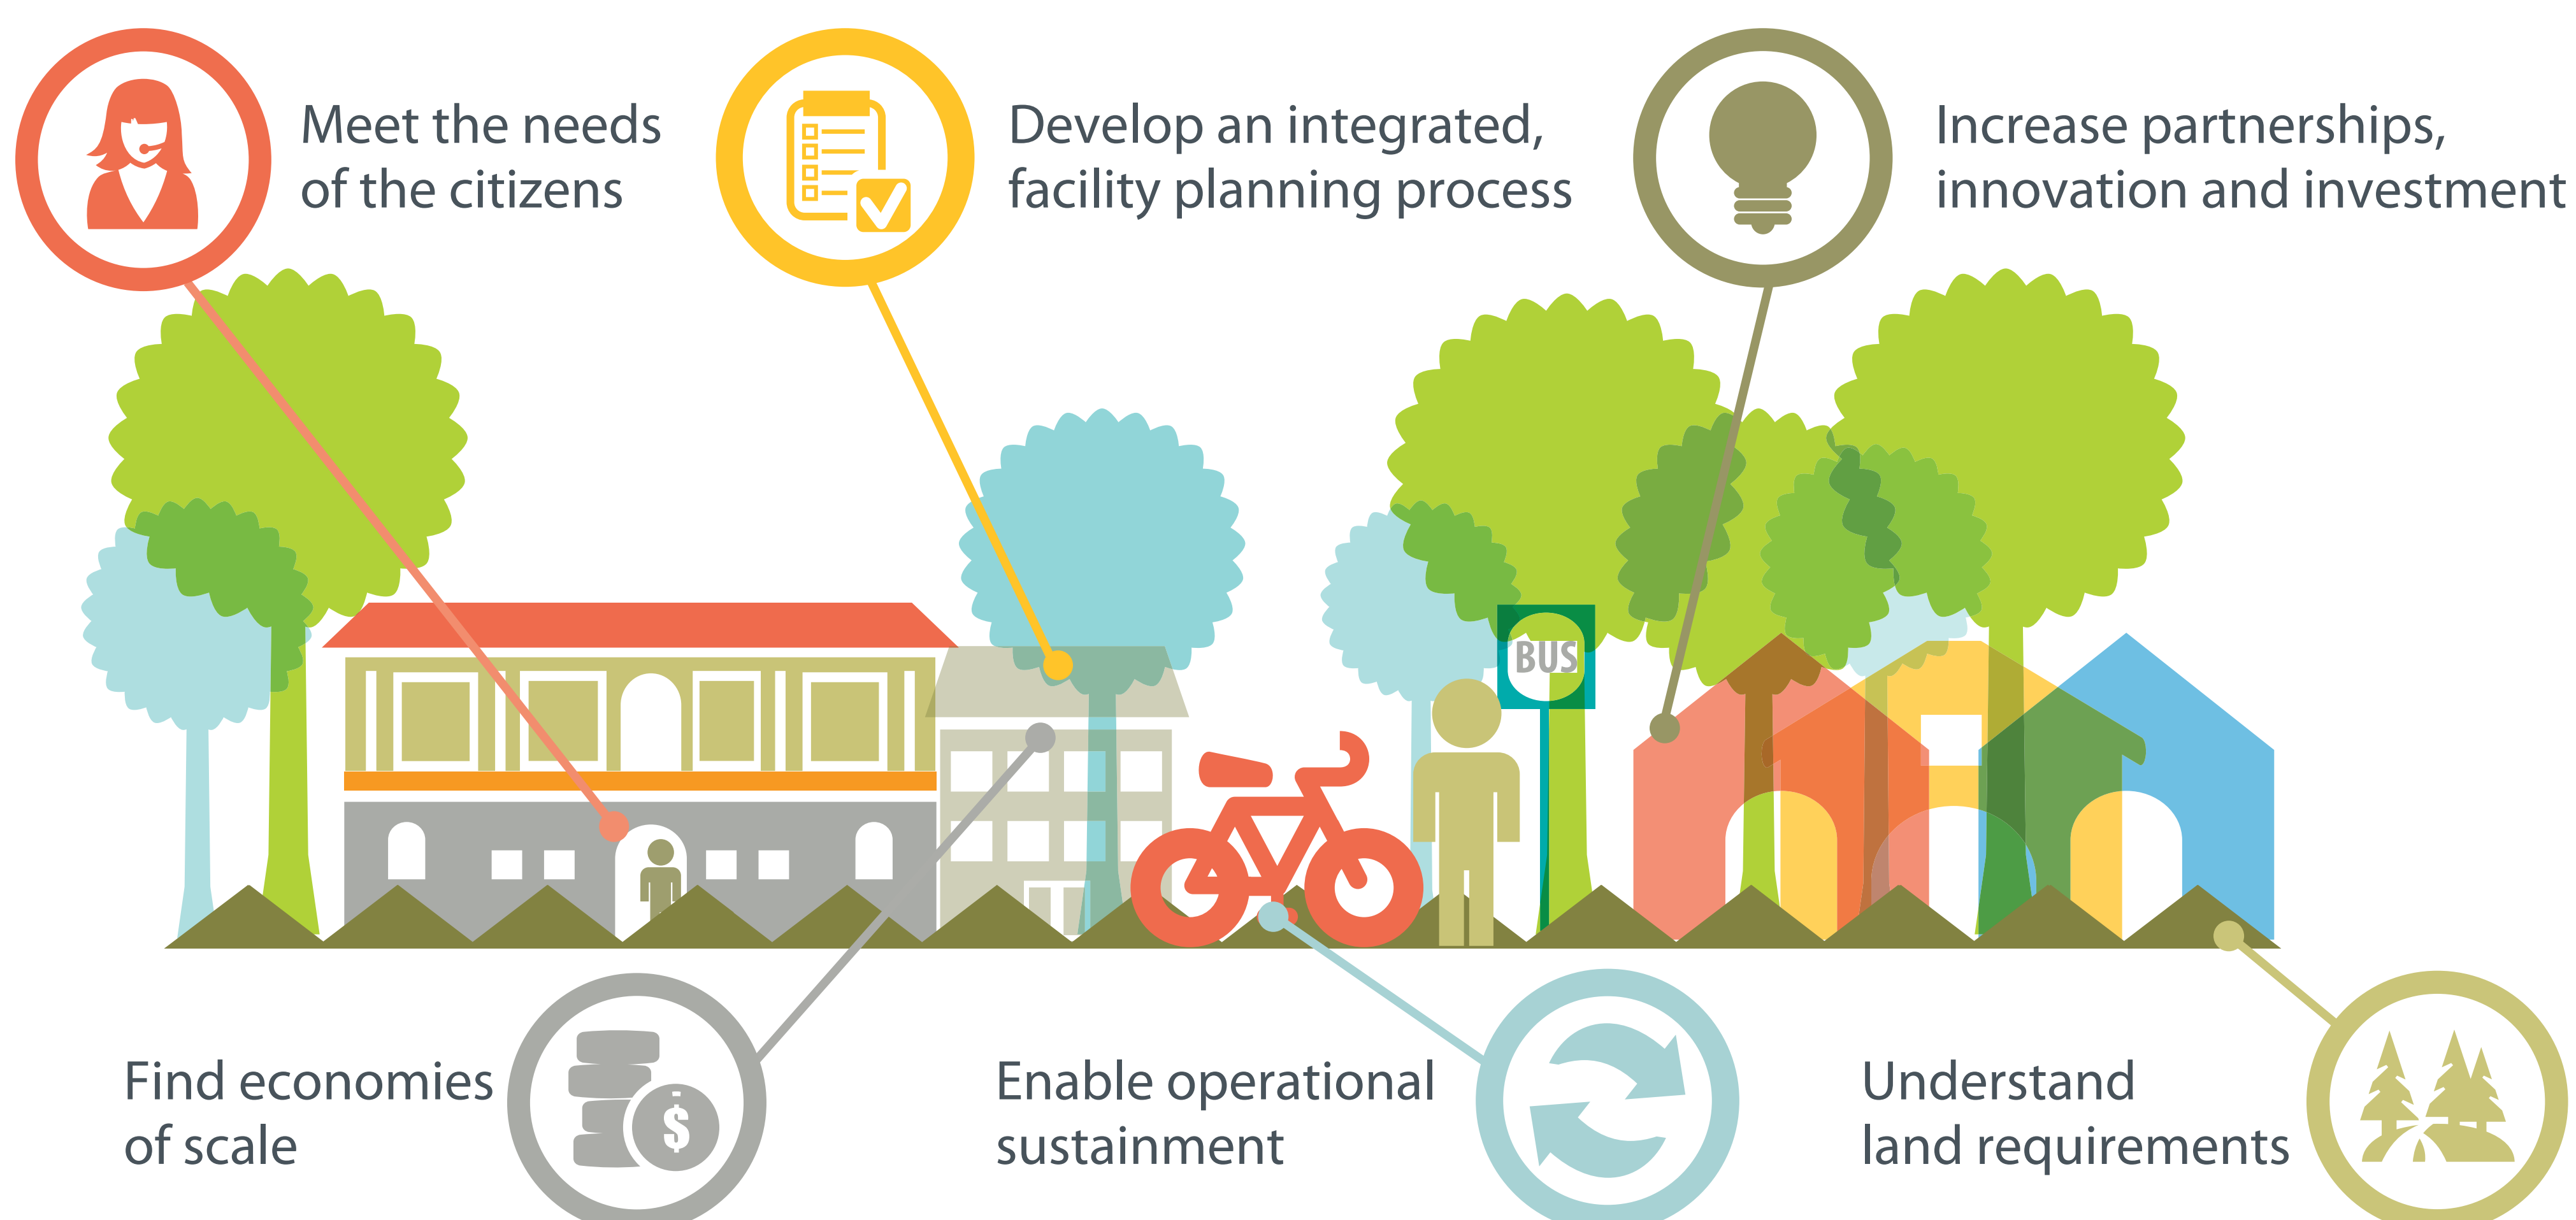 Meet the needs
of the citizens
Develop an integrated,
facility planning process
Increase partnerships,
innovation and investment
BUS
Find economies
of scale
$
Enable operational
sustainment
Understand
land requirements